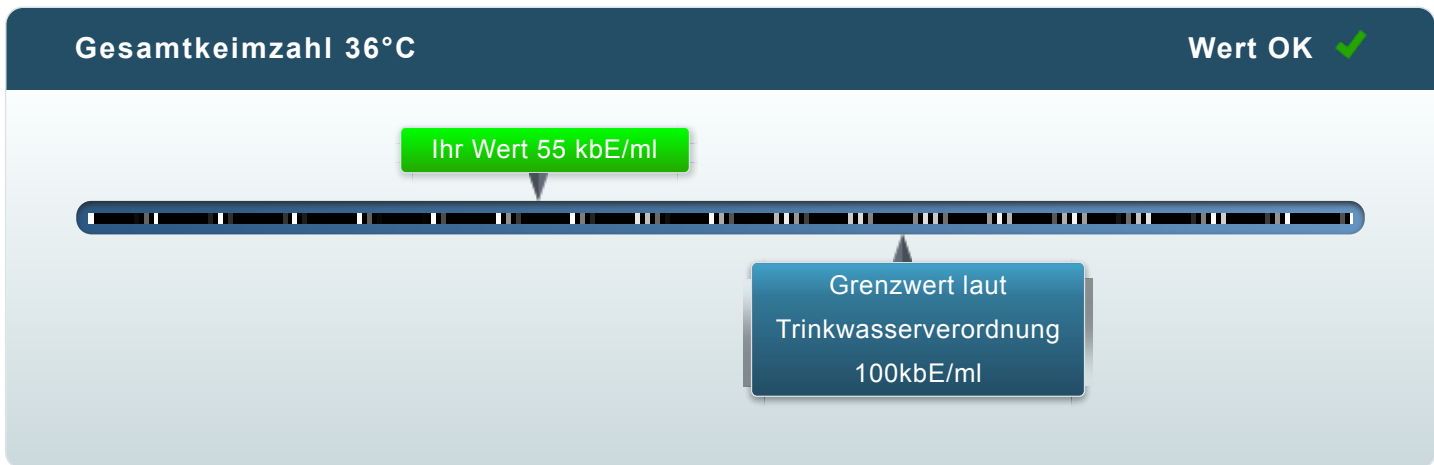 Gesamtkeimzahl 36°C
Wert OK
Ihr Wert 55 kbE/ml
Grenzwert laut
Trinkwasserverordnung
100kbE/ml